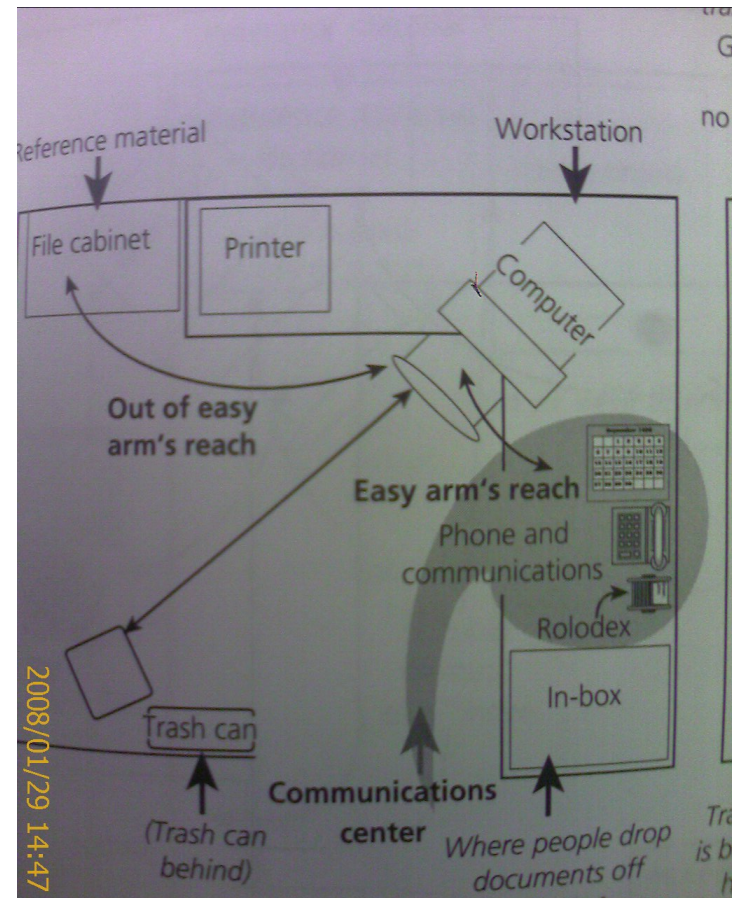 G
no
Reference material
Workstation
File cabinet
Printer
Computer
Out of easy
arm's reach
Easy arm's reach
Phone and
communications
Rolodex
In-box
Trash can
Communications
center
(Trash can
behind)
Where people drop
documents off
Tra
is b
h
2008/01/29 14:47